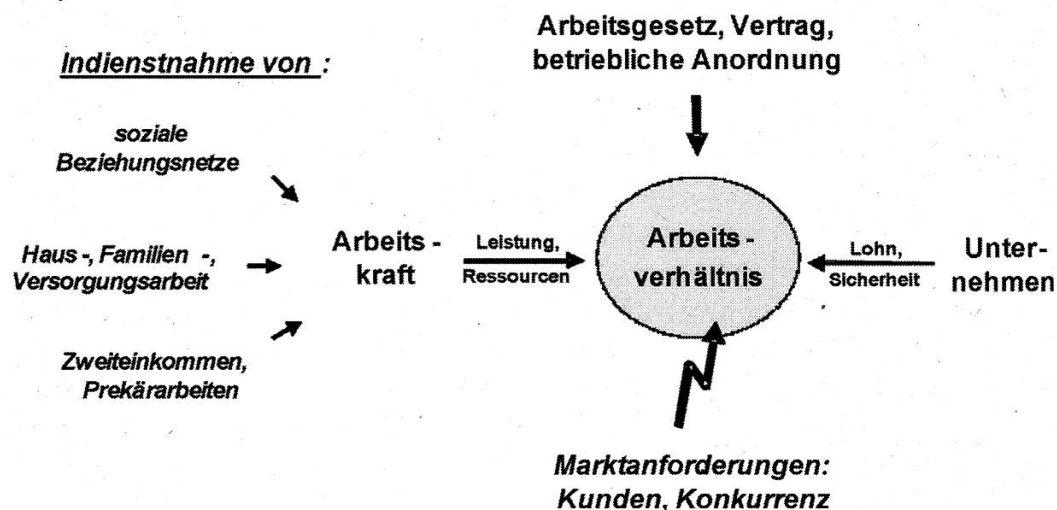 Arbeitsgesetz, Vertrag,
betriebliche Anordnung
Indienstnahme von :
soziale
Beziehungsnetze
Haus -, Familien -,
Versorgungsarbeit
Zweiteinkommen,
Prekärarbeiten
Arbeits -
kraft
Leistung,
Ressourcen
Arbeits -
verhältnis
Lohn,
Sicherheit
Unter-
nehmen
Marktanforderungen:
Kunden, Konkurrenz